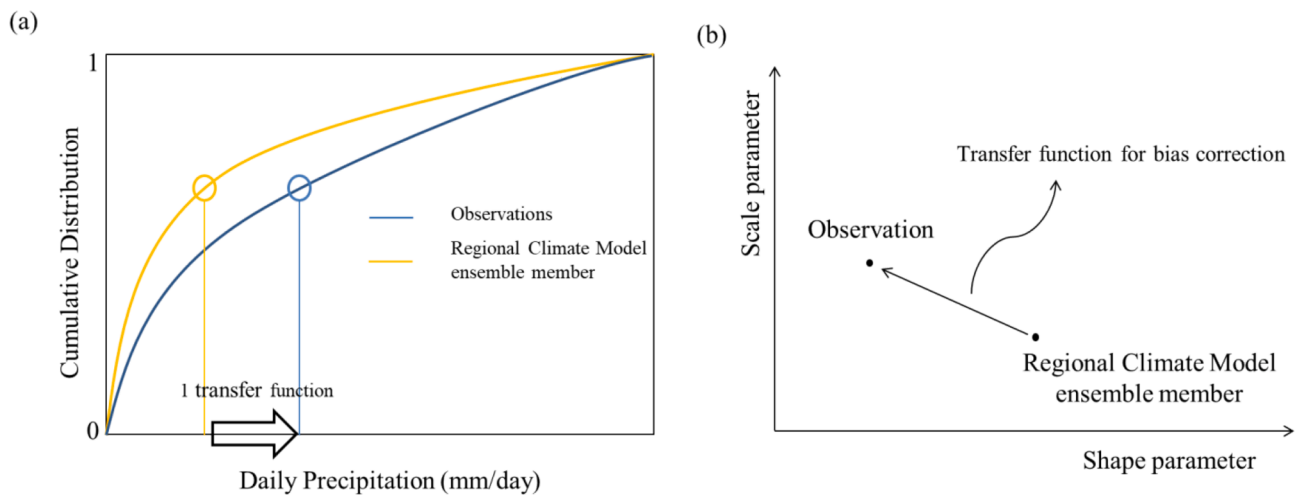 (a)
1
Cumulative Distribution
Observations
Regional Climate Model
ensemble member
1 transfer function
0
Daily Precipitation (mm/day)
(b)
Scale parameter
Transfer function for bias correction
Observation
Regional Climate Model
ensemble member
Shape parameter